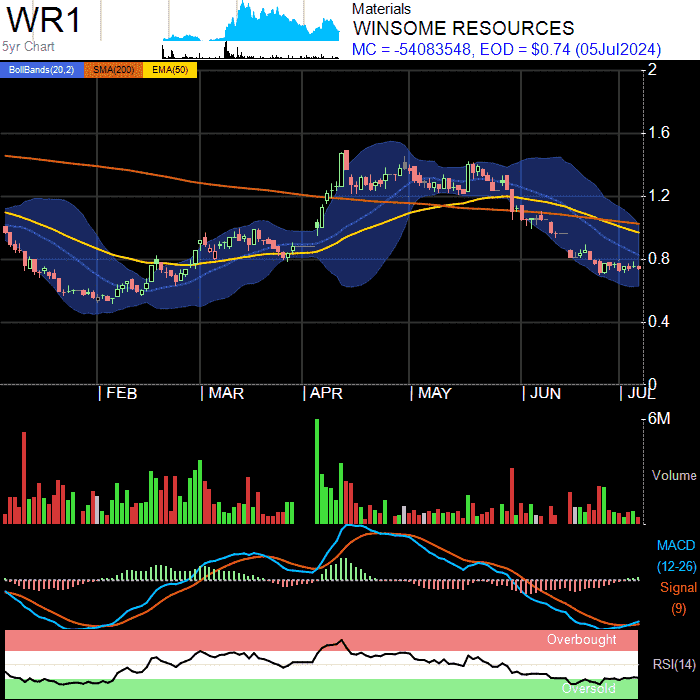 WR1
5yr Chart
Materials
WINSOME RESOURCES
MC = -54083548, EOD = $0.74 (05Jul2024)
BollBands(20,2) SMA(200) EMA(50)
2
1.6
1.2
0.8
0.4
0
| FEB | MAR | APR | MAY | JUN | JUL
6M
Volume
MACD
(12-26)
Signal
(9)
Overbought
RSI(14)
Oversold